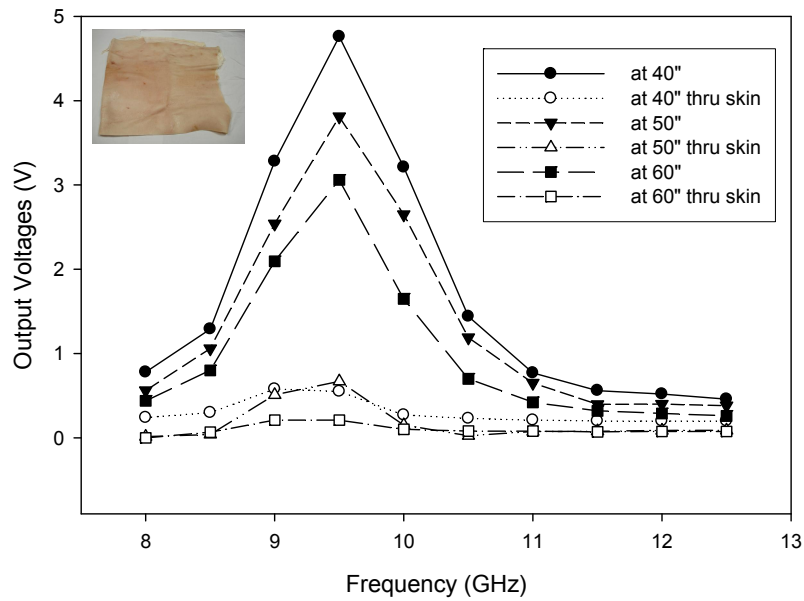 5
4
3
2
1
0
Output Voltages (V)
at 40"
at 40" thru skin
at 50"
at 50" thru skin
at 60"
at 60" thru skin
8 9 10 11 12 13
Frequency (GHz)